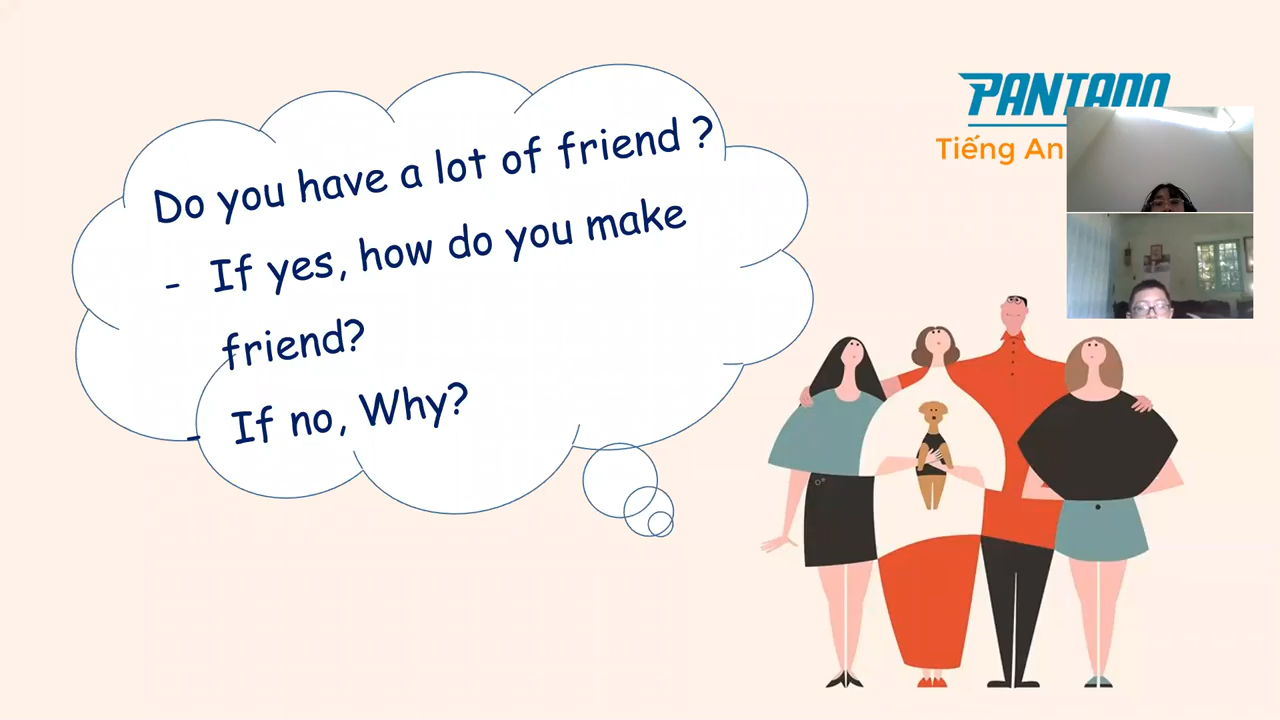 Do you have a lot of friend ?
- If yes, how do you make
friend?
- If no, Why?
PANTADO
Tiếng An